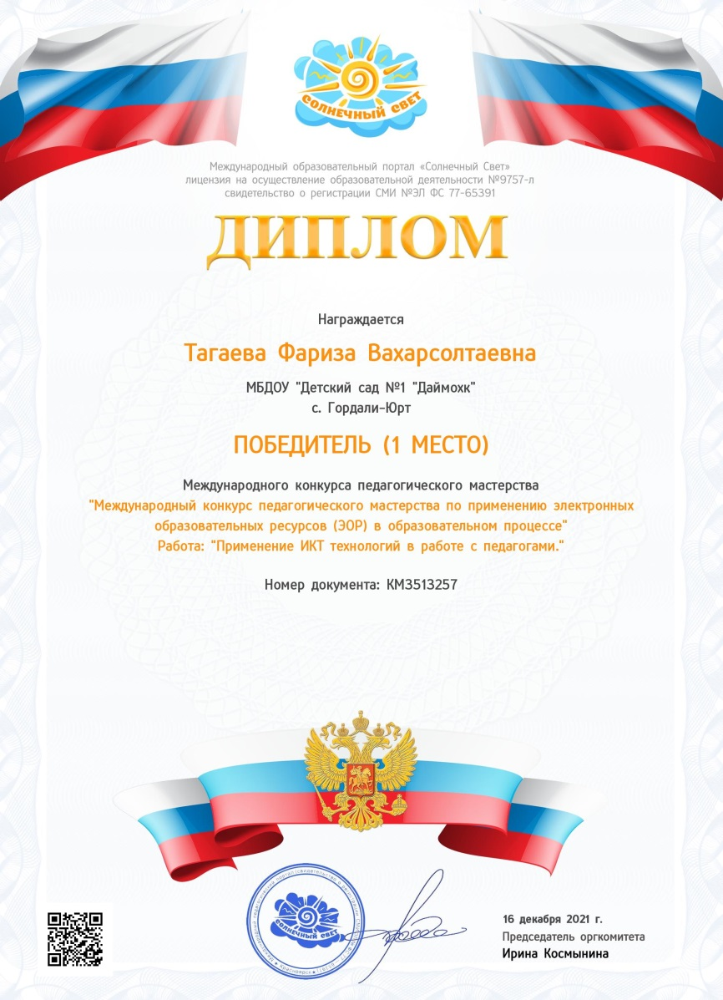 СОЛНЕЧНЫЙ СВЕТ
Международный образовательный портал «Солнечный Свет»
лицензия на осуществление образовательной деятельности №9757-л
свидетельство о регистрации СМИ №ЭЛ ФС 77-65391
ДИПЛОМ
Награждается
Тагаева Фариза Вахарсолтаевна
МБДОУ "Детский сад №1 "Даймохк"
с. Гордали-Юрт
ПОБЕДИТЕЛЬ (1 МЕСТО)
Международного конкурса педагогического мастерства
"Международный конкурс педагогического мастерства по применению электронных
образовательных ресурсов (ЭОР) в образовательном процессе"
Работа: "Применение ИКТ технологий в работе с педагогами."
Номер документа: КМ3513257
СОЛНЕЧНЫЙ СВЕТ
16 декабря 2021 г.
Председатель оргкомитета
Ирина Космынина